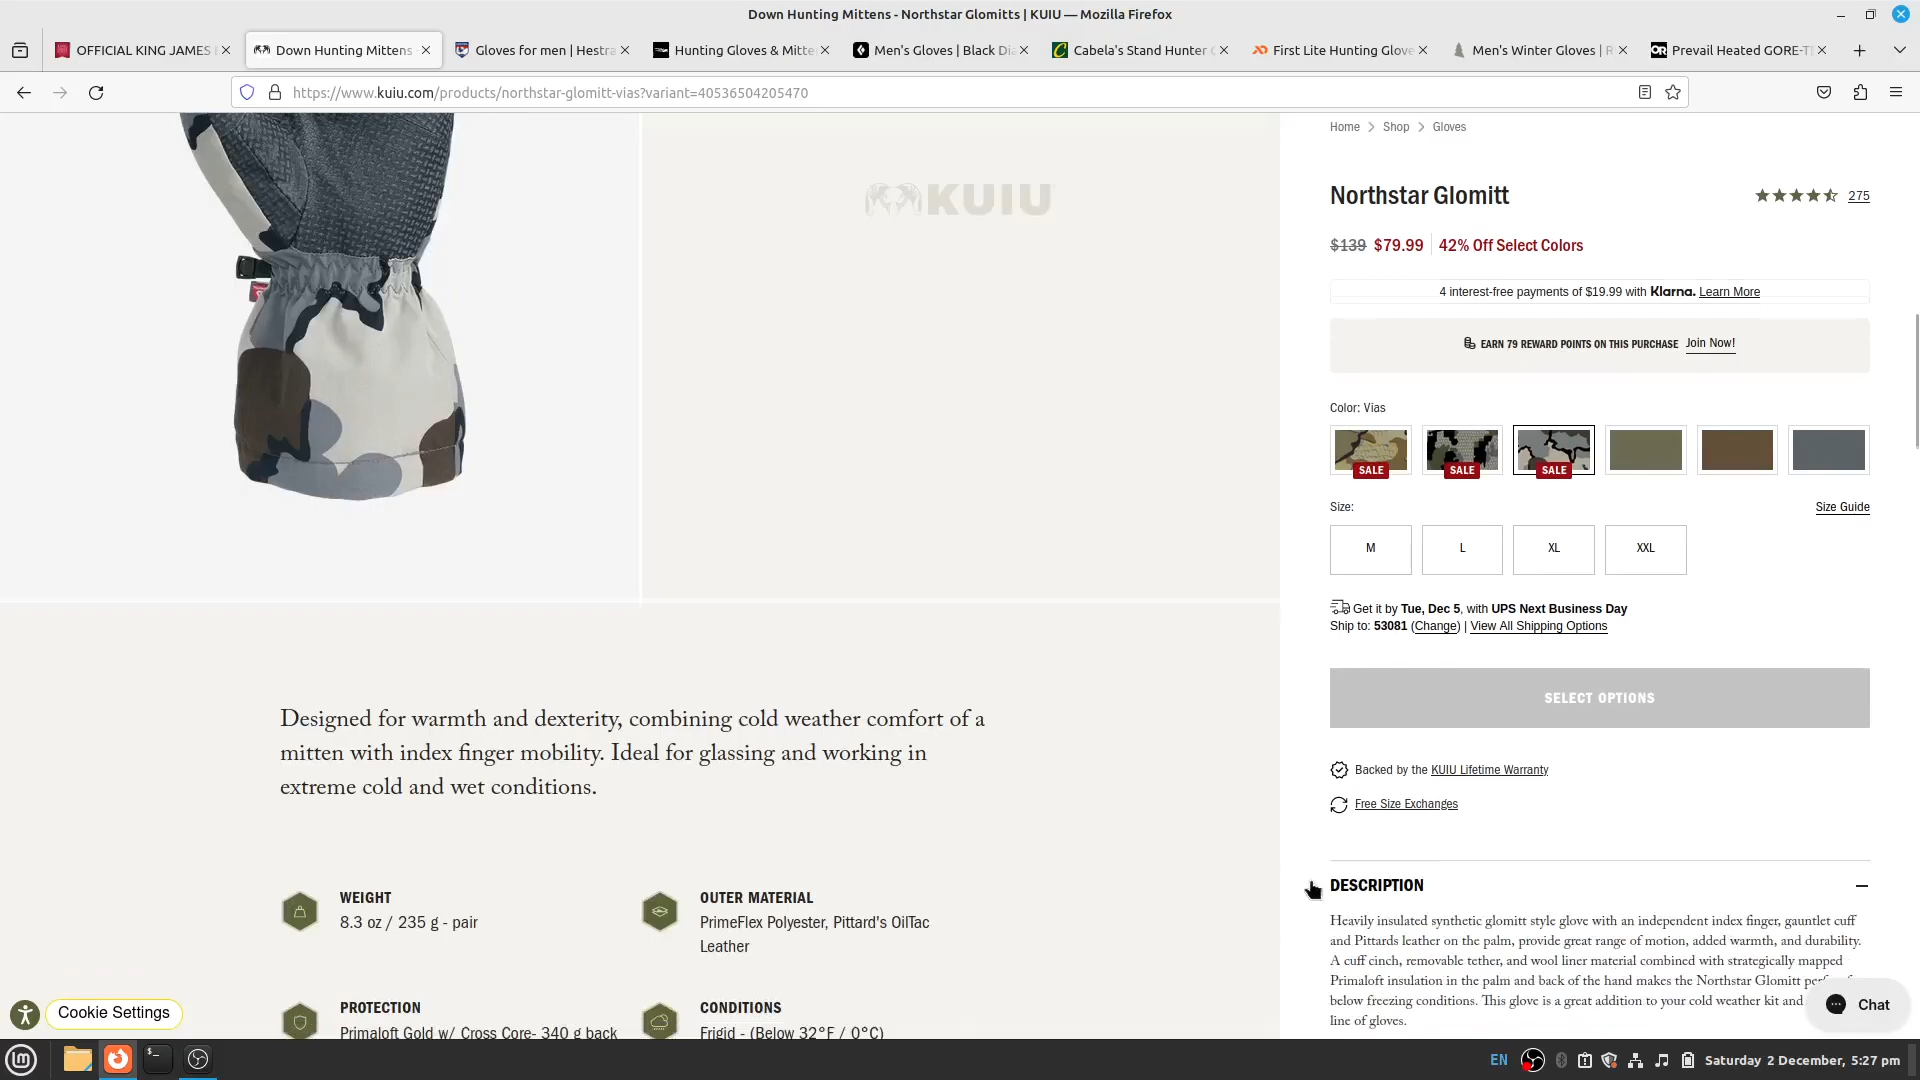 Down Hunting Mittens - Northstar Glomitts | KUIU — Mozilla Firefox
OFFICIAL KING JAMES
Down Hunting Mittens
Gloves for men | Hestra
Hunting Gloves & Mitte
Men's Gloves | Black Dia
Cabela's Stand Hunter
First Lite Hunting Glove
Men's Winter Gloves | R
OR
Prevail Heated GORE-T
https://www.kuiu.com/products/northstar-glomitt-vias?variant=40536504205470
KUIU
Home > Shop > Gloves
Northstar Glomitt
275
$139 $79.99 | 42% Off Select Colors
4 interest-free payments of $19.99 with Klarna. Learn More
EARN 79 REWARD POINTS ON THIS PURCHASE Join Now!
Color: Vias
SALE SALE SALE
Size:
Size Guide
M L XL XXL
Get it by Tue, Dec 5, with UPS Next Business Day
Ship to: 53081 (Change) | View All Shipping Options
SELECT OPTIONS
Backed by the KUIU Lifetime Warranty
Free Size Exchanges
Designed for warmth and dexterity, combining cold weather comfort of a
mitten with index finger mobility. Ideal for glassing and working in
extreme cold and wet conditions.
WEIGHT
8.3 oz / 235 g - pair
OUTER MATERIAL
PrimeFlex Polyester, Pittard's OilTac
Leather
PROTECTION
Primaloft Gold w/ Cross Core- 340 g back
CONDITIONS
Frigid - (Below 32°F / 0°C)
DESCRIPTION
Heavily insulated synthetic glomitt style glove with an independent index finger, gauntlet cuff
and Pittards leather on the palm, provide great range of motion, added warmth, and durability.
A cuff cinch, removable tether, and wool liner material combined with strategically mapped
Primaloft insulation in the palm and back of the hand makes the Northstar Glomitt
below freezing conditions. This glove is a great addition to your cold weather kit and
line of gloves.
Cookie Settings
Chat
EN
Saturday 2 December, 5:27 pm